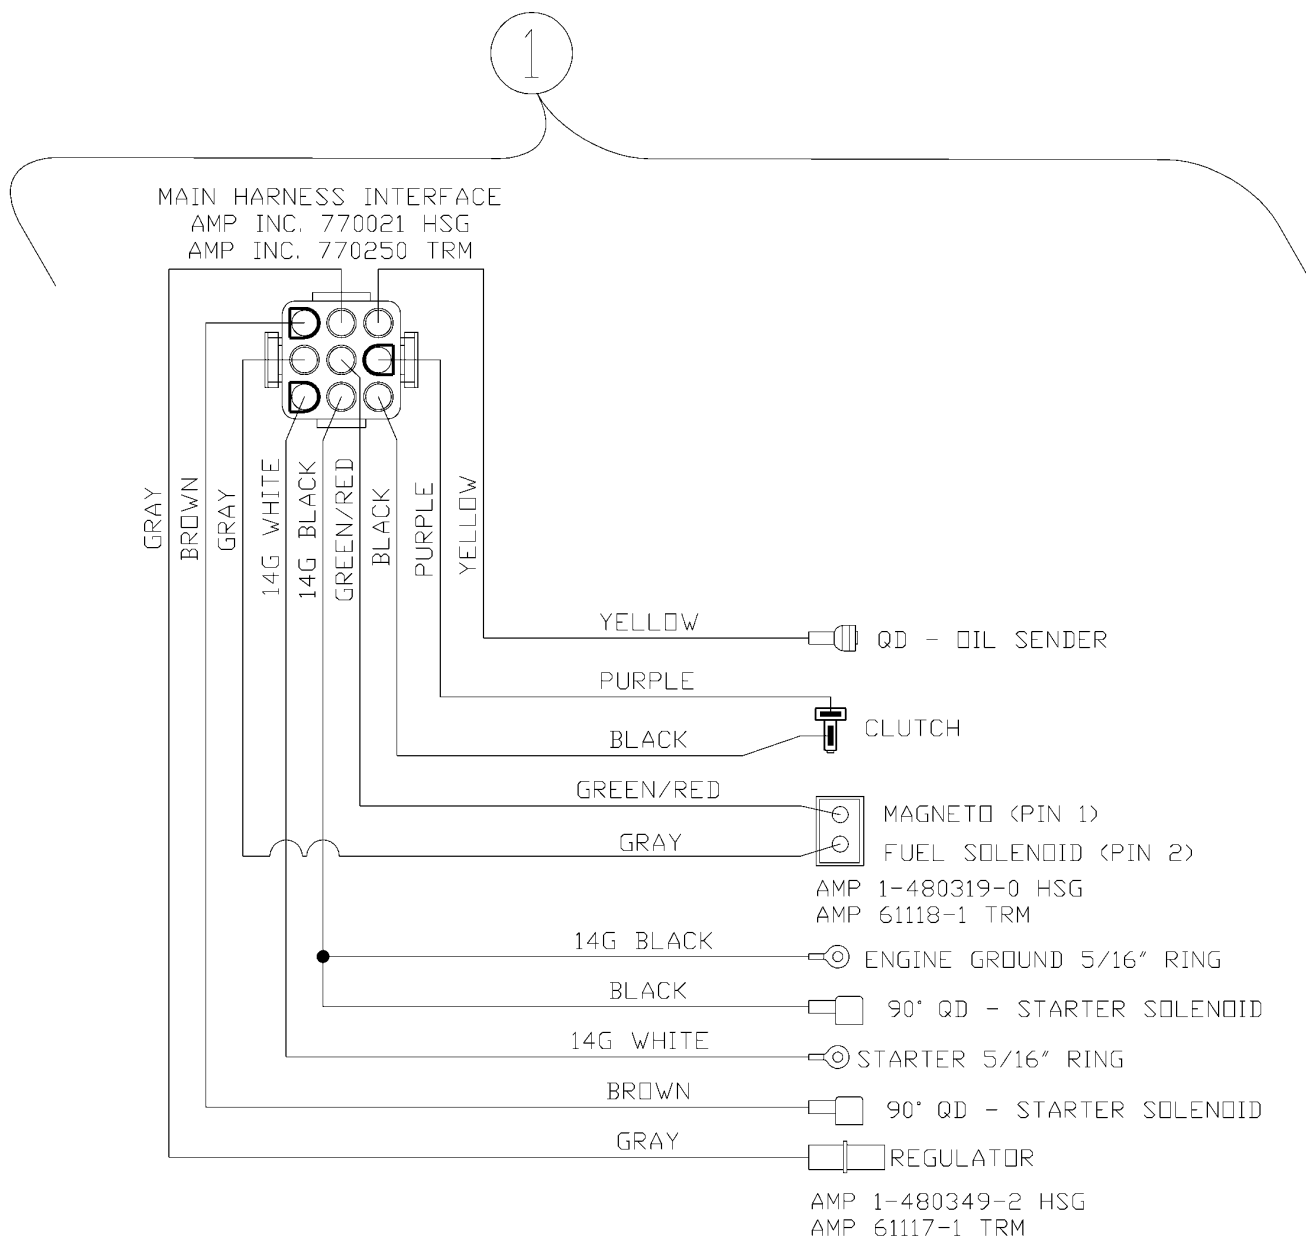 1
MAIN HARNESS INTERFACE
AMP INC. 770021 HSG
AMP INC. 770250 TRM
GRAY
BROWN
GRAY
14G WHITE
14G BLACK
GREEN/RED
BLACK
PURPLE
YELLOW
YELLOW
QD - OIL SENDER
PURPLE
CLUTCH
BLACK
GREEN/RED
MAGNETO (PIN 1)
GRAY
FUEL SOLENOID (PIN 2)
AMP 1-480319-0 HSG
AMP 61118-1 TRM
14G BLACK
ENGINE GROUND 5/16" RING
BLACK
90° QD - STARTER SOLENOID
14G WHITE
STARTER 5/16" RING
BROWN
90° QD - STARTER SOLENOID
GRAY
REGULATOR
AMP 1-480349-2 HSG
AMP 61117-1 TRM